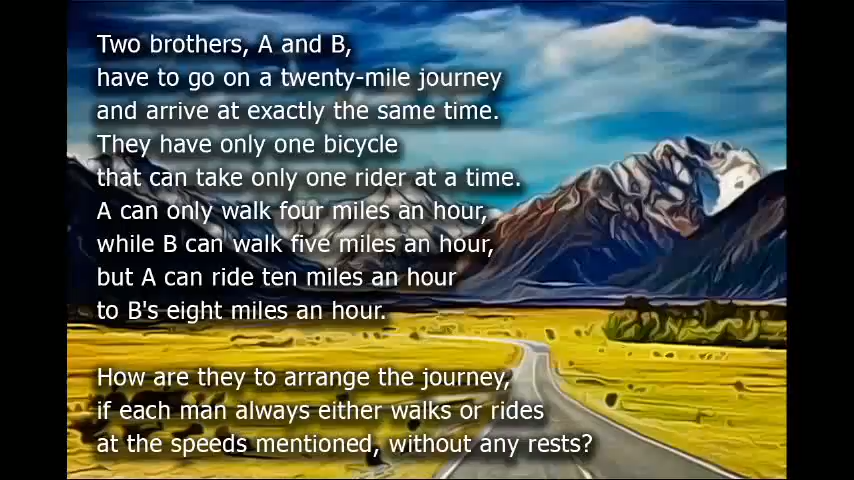 Two brothers, A and B,
have to go on a twenty-mile journey
and arrive at exactly the same time.
They have only one bicycle
that can take only one rider at a time.
A can only walk four miles an hour,
while B can walk five miles an hour,
but A can ride ten miles an hour
to B's eight miles an hour.
How are they to arrange the journey,
if each man always either walks or rides
at the speeds mentioned, without any rests?